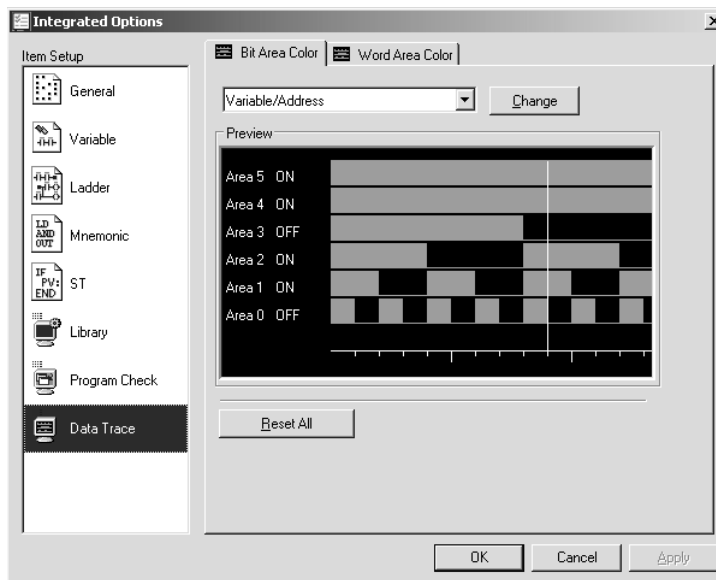 Integrated Options
Item Setup
General
Variable
Ladder
LD
AND
OUT
Mnemonic
IF
PV:
END
ST
Library
Program Check
Data Trace
Bit Area Color
Word Area Color
Variable/Address
Change
Preview
Area 5 ON
Area 4 ON
Area 3 OFF
Area 2 ON
Area 1 ON
Area 0 OFF
Reset All
OK
Cancel
Apply